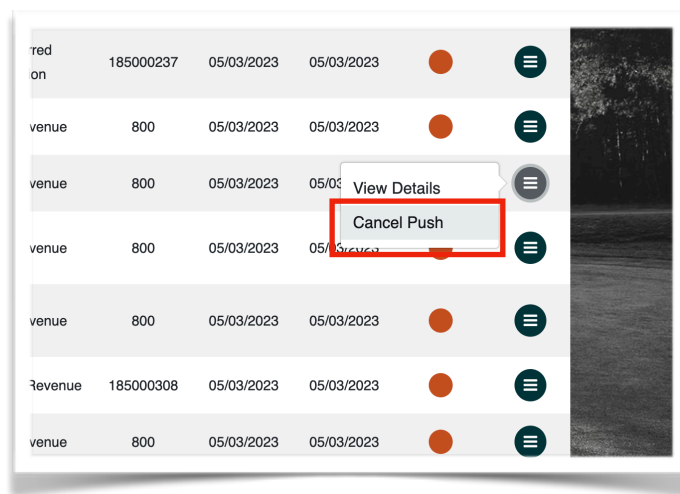 rred
on
185000237 05/03/2023 05/03/2023
venue 800 05/03/2023 05/03/2023
venue 800 05/03/2023 05/03
View Details
Cancel Push
venue 800 05/03/2023 05/03/2023
venue 800 05/03/2023 05/03/2023
Revenue 185000308 05/03/2023 05/03/2023
venue 800 05/03/2023 05/03/2023